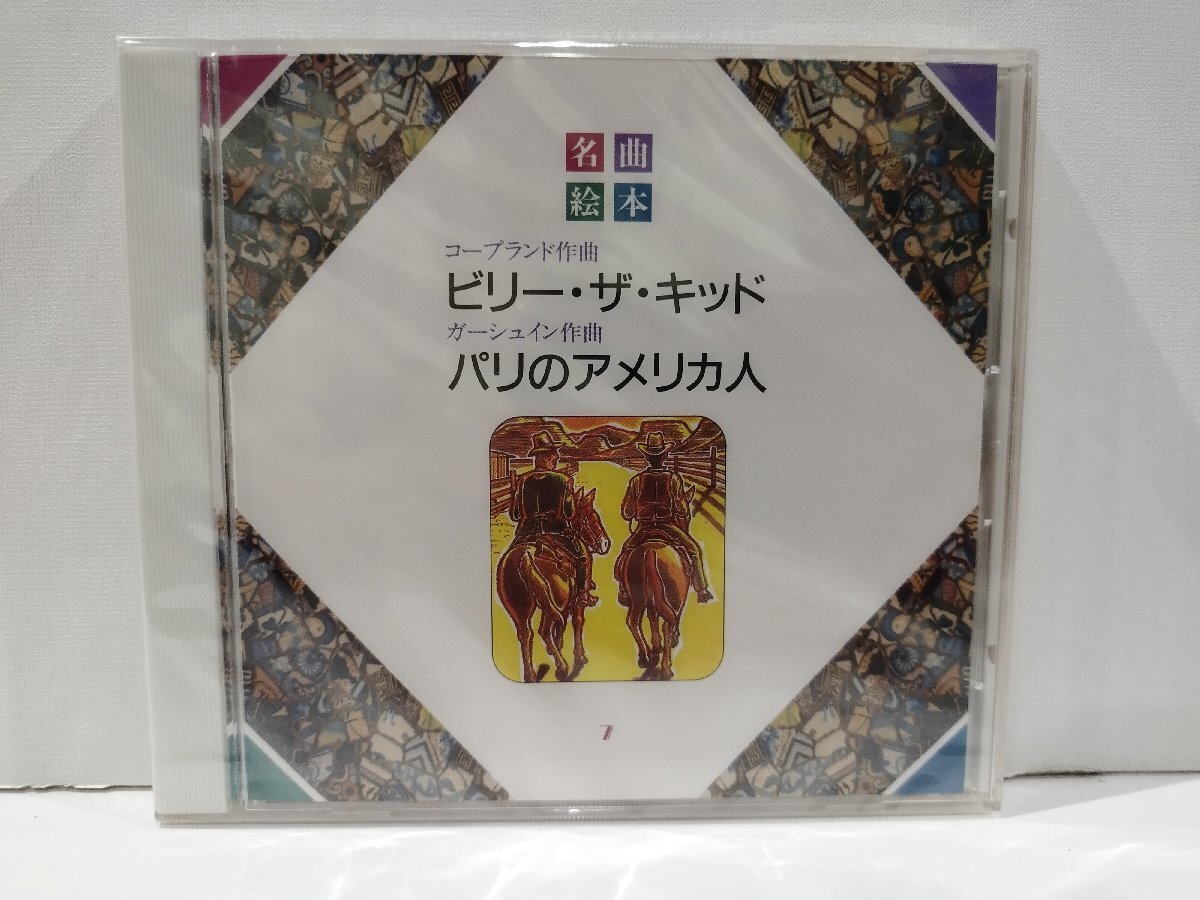 名曲
絵本
コープランド作曲
ビリー・ザ・キッド
ガーシュイン作曲
パリのアメリカ人
7